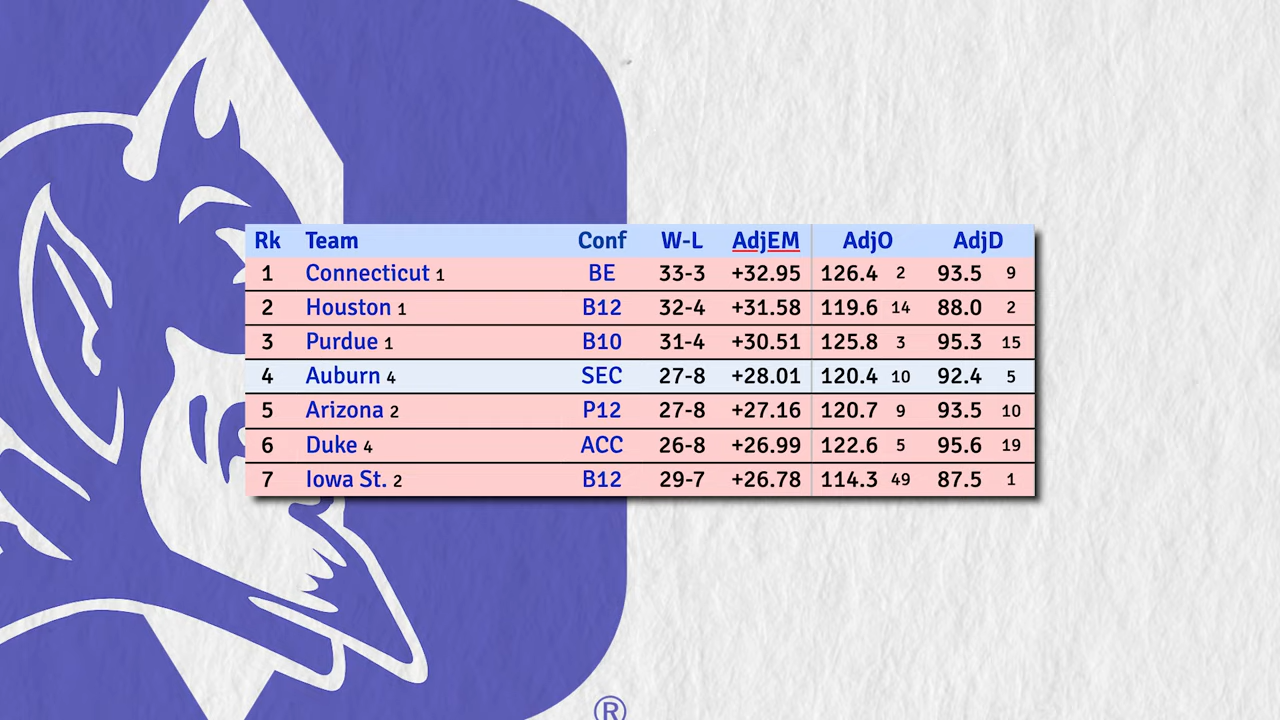 Rk Team Conf W-L AdjEM AdjO AdjD
1 Connecticut 1 BE 33-3 +32.95 126.4 2 93.5 9
2 Houston 1 B12 32-4 +31.58 119.6 14 88.0 2
3 Purdue 1 B10 31-4 +30.51 125.8 3 95.3 15
4 Auburn 4 SEC 27-8 +28.01 120.4 10 92.4 5
5 Arizona 2 P12 27-8 +27.16 120.7 9 93.5 10
6 Duke 4 ACC 26-8 +26.99 122.6 5 95.6 19
7 Iowa St. 2 B12 29-7 +26.78 114.3 49 87.5 1
®